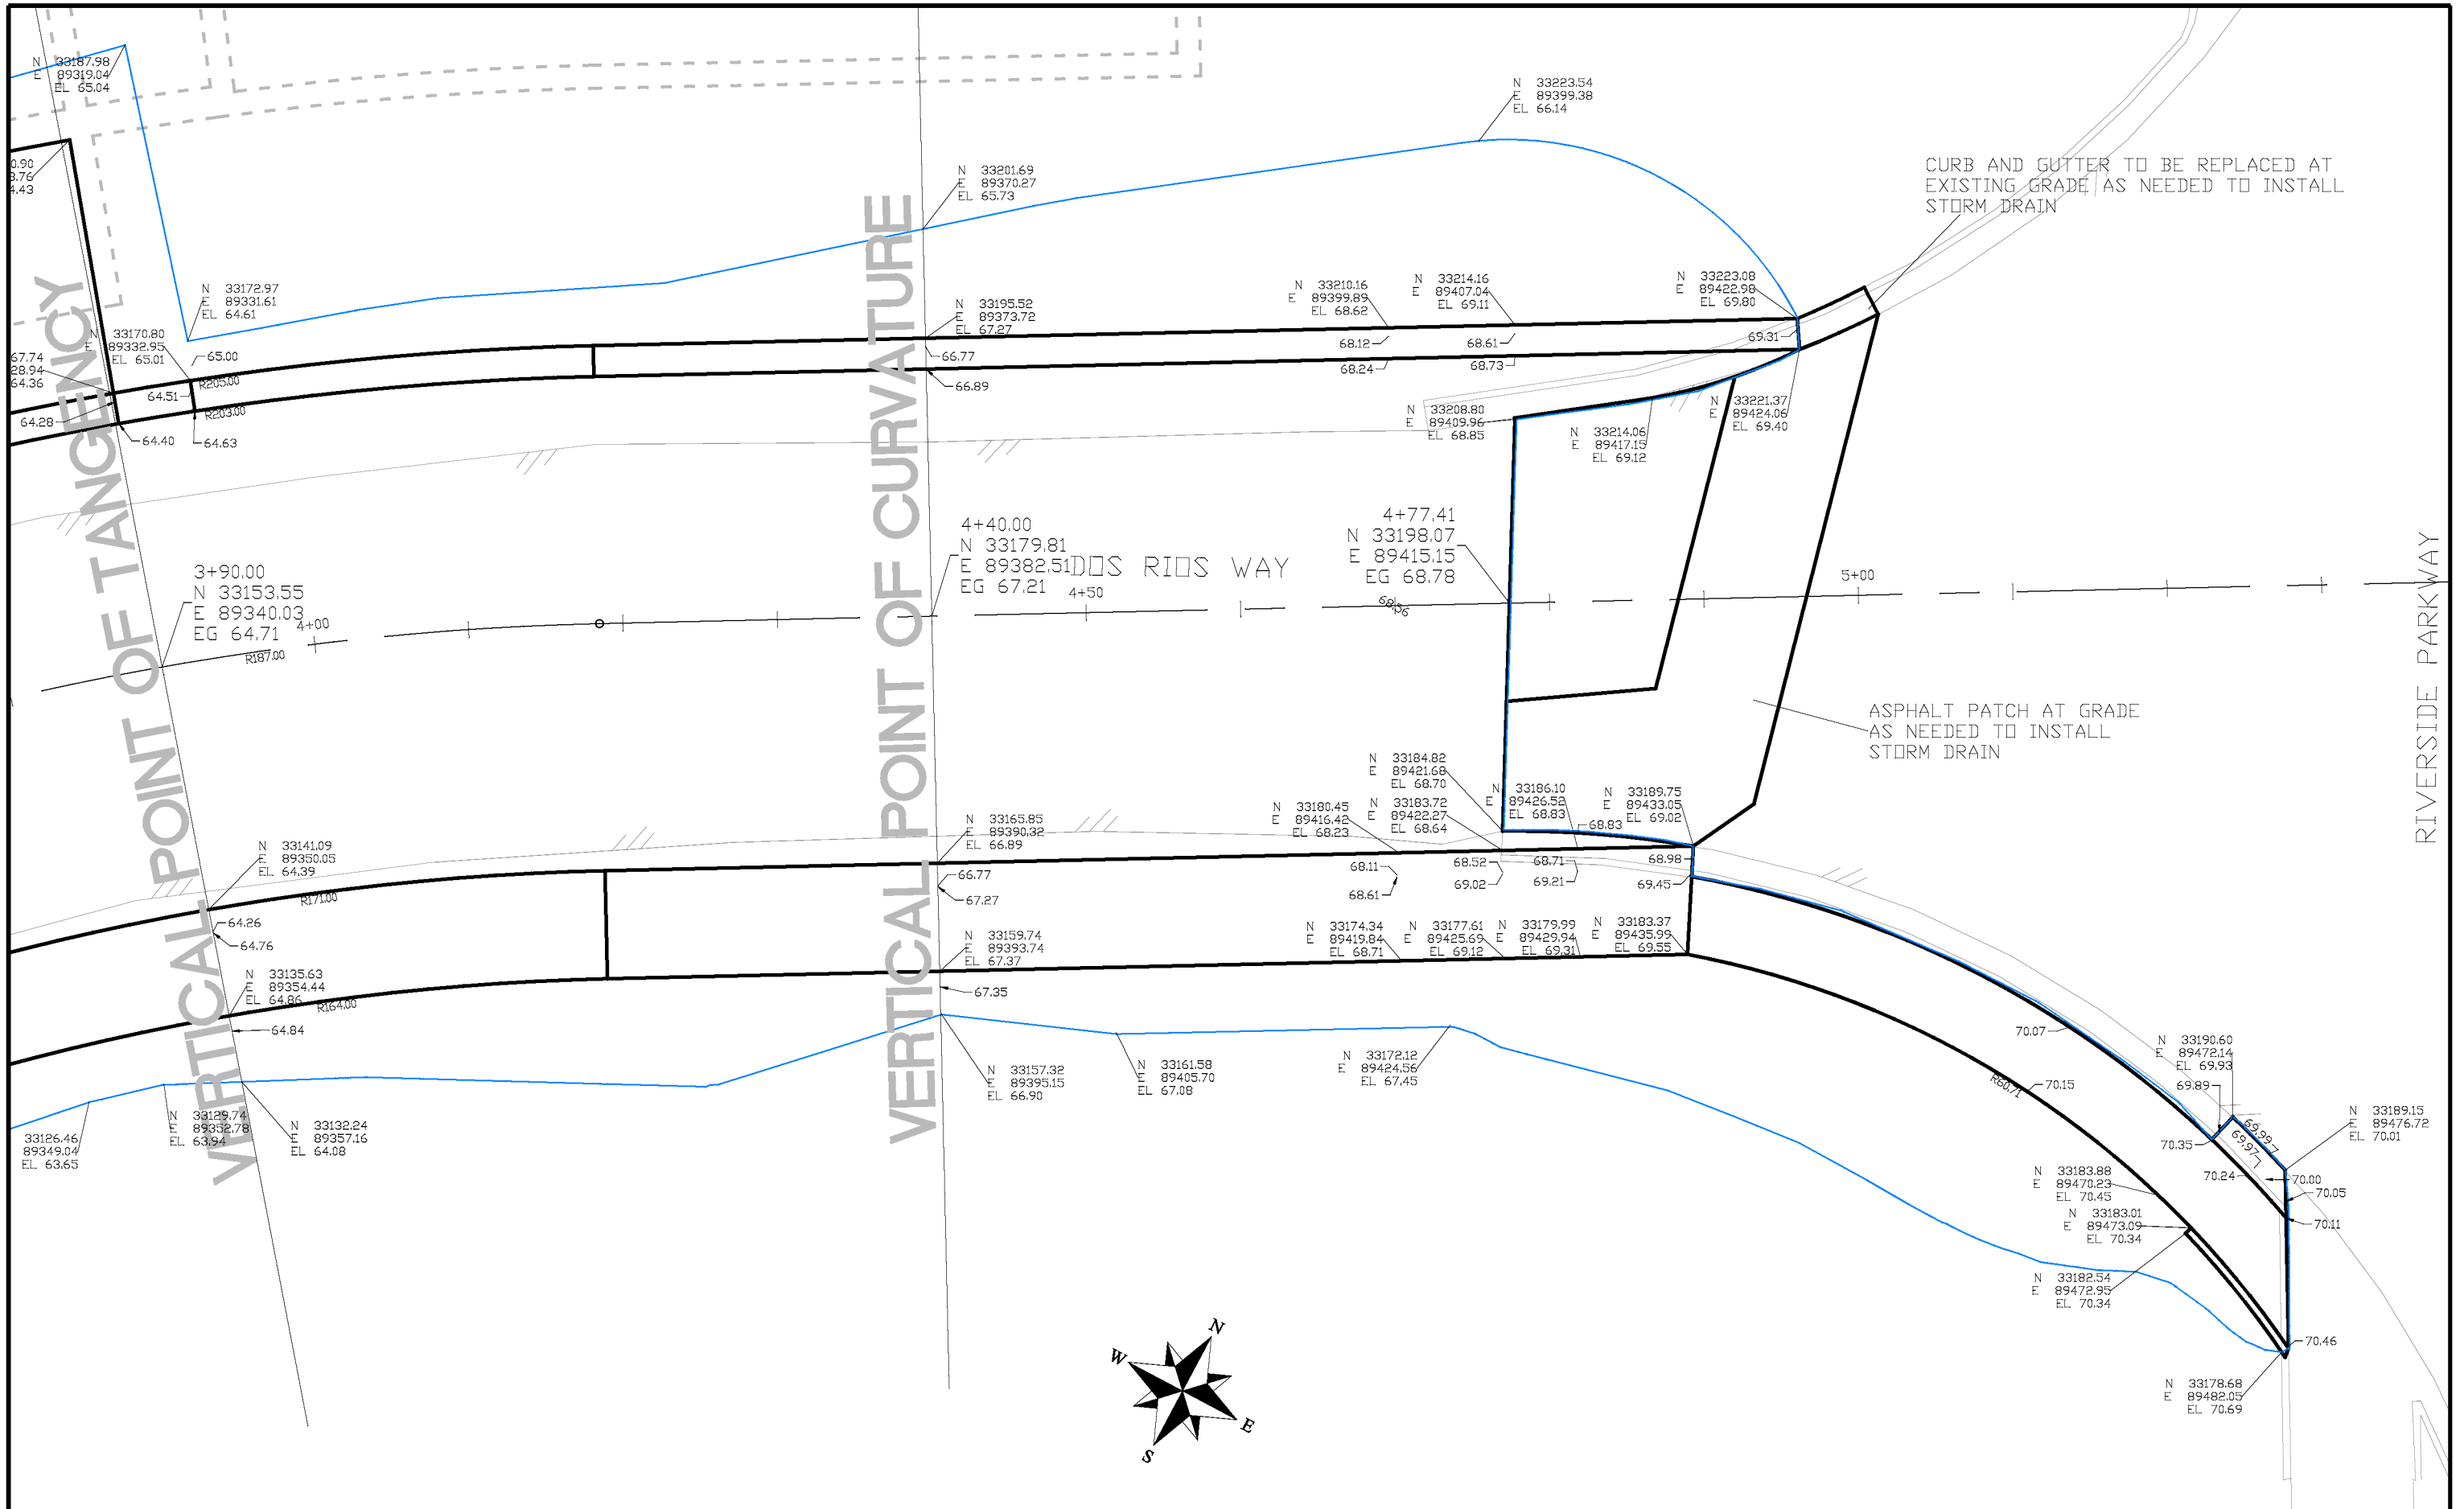 N 33187.98
E 89319.04
EL 65.04
0.90
3.76
4.43
N 33172.97
E 89331.61
EL 64.61
N 33170.80
E 89332.95
EL 65.01
67.74
28.94
64.36
64.28
65.00
R205.00
64.51
R203.00
64.40
64.63
VERTICAL POINT OF TANGENCY
3+90.00
N 33153.55
E 89340.03
EG 64.71
4+00
R187.00
N 33141.09
E 89350.05
EL 64.39
R171.00
64.26
64.76
N 33135.63
E 89354.44
EL 64.86
R164.00
64.84
33126.46
89349.04
EL 63.65
N 33129.74
E 89352.78
EL 63.94
N 33132.24
E 89357.16
EL 64.08
VERTICAL POINT OF CURVATURE
N 33201.69
E 89370.27
EL 65.73
N 33195.52
E 89373.72
EL 67.27
66.77
66.89
4+40.00
N 33179.81
E 89382.51
EG 67.21
DOS RIOS WAY
4+50
N 33165.85
E 89390.32
EL 66.89
66.77
67.27
N 33159.74
E 89393.74
EL 67.37
67.35
N 33157.32
E 89395.15
EL 66.90
N 33161.58
E 89405.70
EL 67.08
N 33172.12
E 89424.56
EL 67.45
N 33223.54
E 89399.38
EL 66.14
N 33210.16
E 89399.89
EL 68.62
N 33214.16
E 89407.04
EL 69.11
N 33223.08
E 89422.98
EL 69.80
68.12
68.61
69.31
68.24
68.73
N 33208.80
E 89409.96
EL 68.85
N 33214.06
E 89417.15
EL 69.12
N 33221.37
E 89424.06
EL 69.40
CURB AND GUTTER TO BE REPLACED AT
EXISTING GRADE AS NEEDED TO INSTALL
STORM DRAIN
4+77.41
N 33198.07
E 89415.15
EG 68.78
68.56
5+00
RIVERSIDE PARKWAY
ASPHALT PATCH AT GRADE
AS NEEDED TO INSTALL
STORM DRAIN
N 33184.82
E 89421.68
EL 68.70
N 33180.45
E 89416.42
EL 68.23
N 33183.72
E 89422.27
EL 68.64
N 33186.10
E 89426.52
EL 68.83
N 33189.75
E 89433.05
EL 69.02
68.83
68.11
68.52
68.71
68.98
68.61
69.02
69.21
69.45
N 33174.34
E 89419.84
EL 68.71
N 33177.61
E 89425.69
EL 69.12
N 33179.99
E 89429.94
EL 69.31
N 33183.37
E 89435.99
EL 69.55
70.07
R60.71
70.15
N 33190.60
E 89472.14
EL 69.93
69.89
69.99
69.97
70.35
70.24
N 33189.15
E 89476.72
EL 70.01
70.00
70.05
70.11
N 33183.88
E 89470.23
EL 70.45
N 33183.01
E 89473.09
EL 70.34
N 33182.54
E 89472.95
EL 70.34
70.46
N 33178.68
E 89482.05
EL 70.69
N
W
E
S